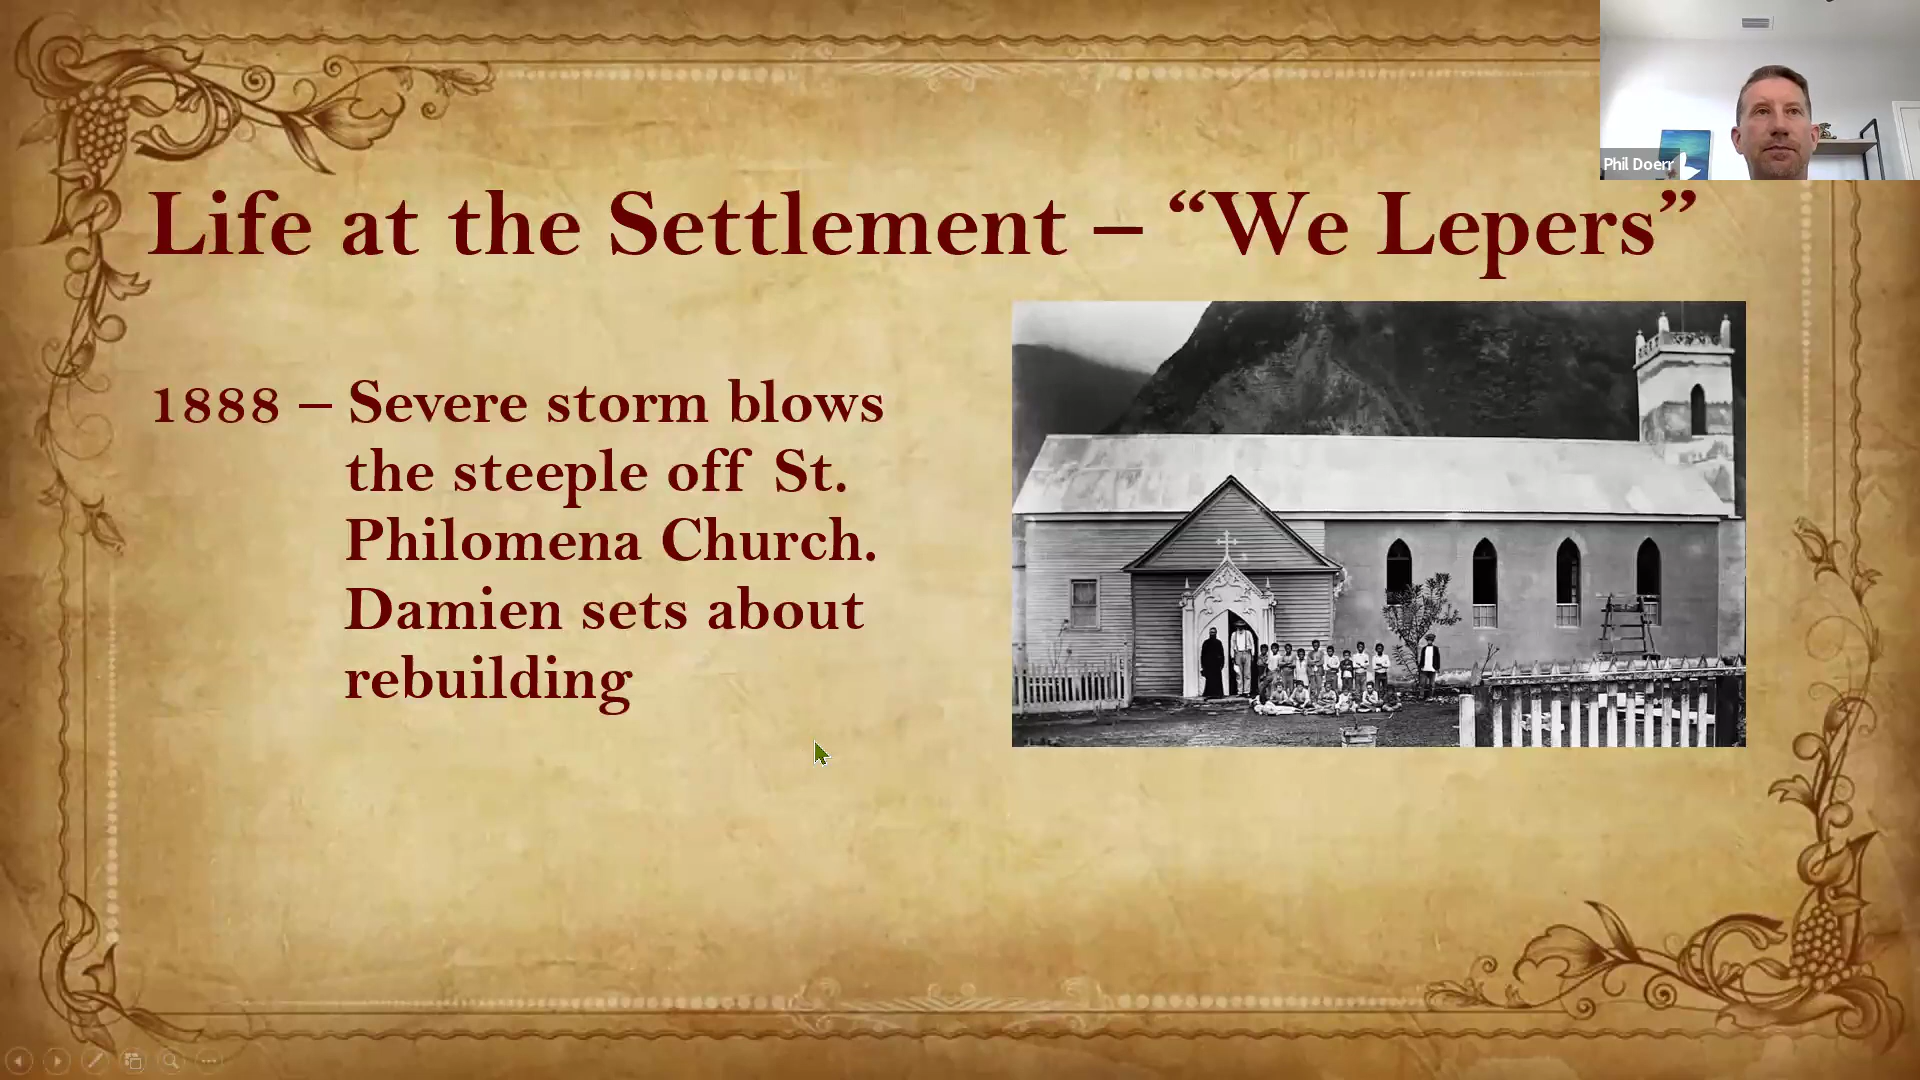 Phil Doerr
Life at the Settlement – “We Lepers”
1888 – Severe storm blows
the steeple off St.
Philomena Church.
Damien sets about
rebuilding